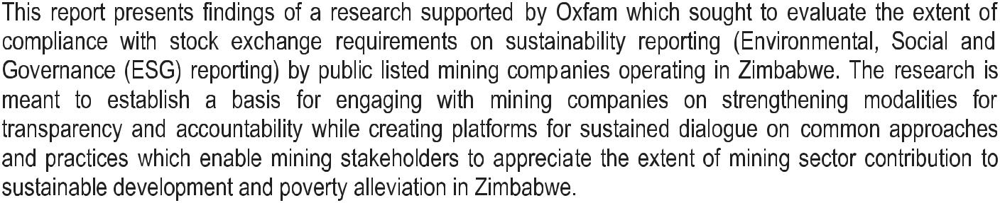 This report presents findings of a research supported by Oxfam which sought to evaluate the extent of
compliance with stock exchange requirements on sustainability reporting (Environmental, Social and
Governance (ESG) reporting) by public listed mining companies operating in Zimbabwe. The research is
meant to establish a basis for engaging with mining companies on strengthening modalities for
transparency and accountability while creating platforms for sustained dialogue on common approaches
and practices which enable mining stakeholders to appreciate the extent of mining sector contribution to
sustainable development and poverty alleviation in Zimbabwe.